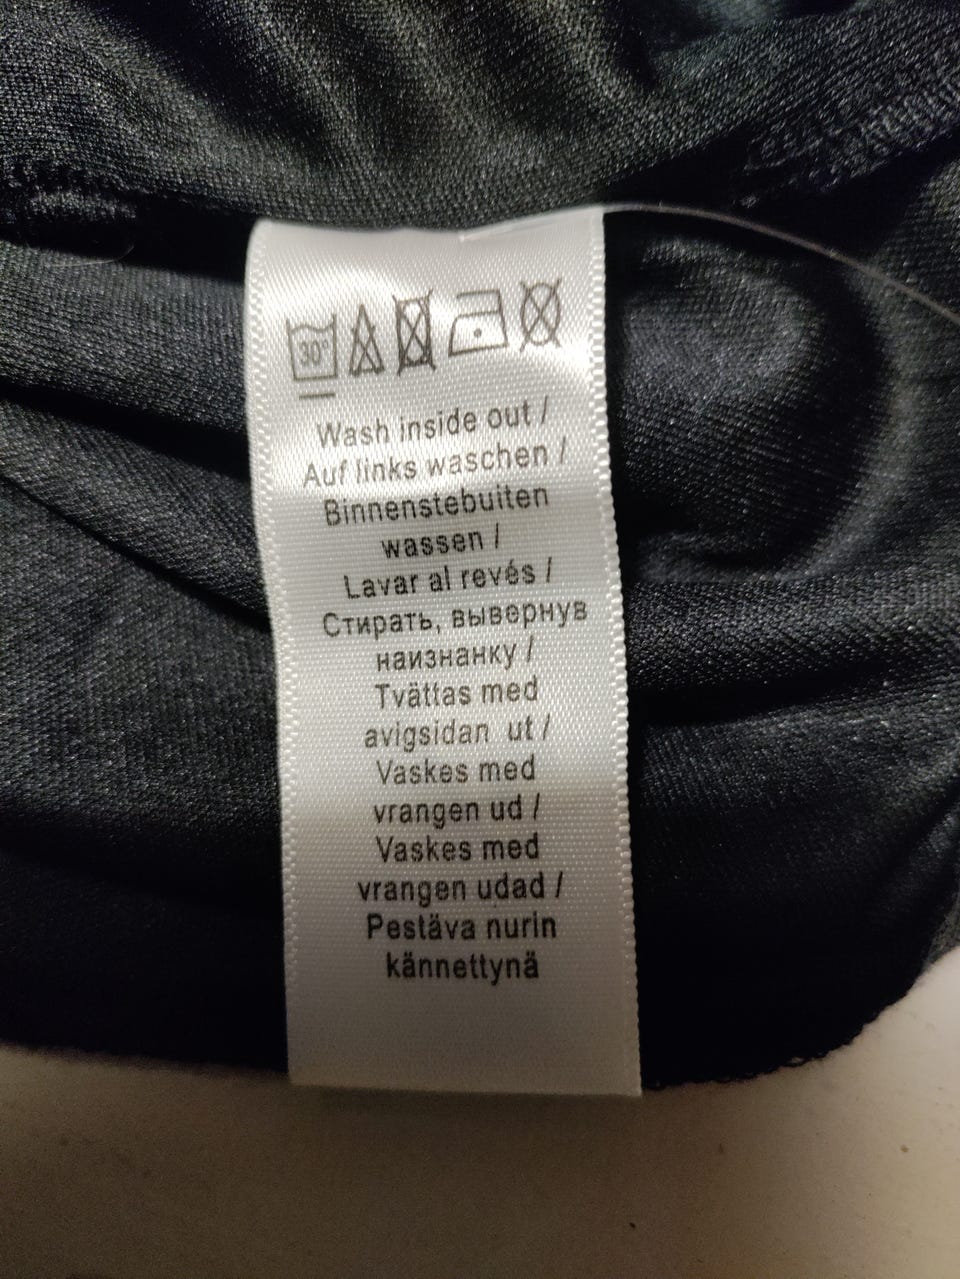 30°
Wash inside out /
Auf links waschen /
Binnenstebuiten
wassen /
Lavar al revés /
Стирать, вывернув
наизнанку /
Tvättas med
avigsidan ut /
Vaskes med
vrangen ud /
Vaskes med
vrangen udad /
Pestäva nurin
kännettynä